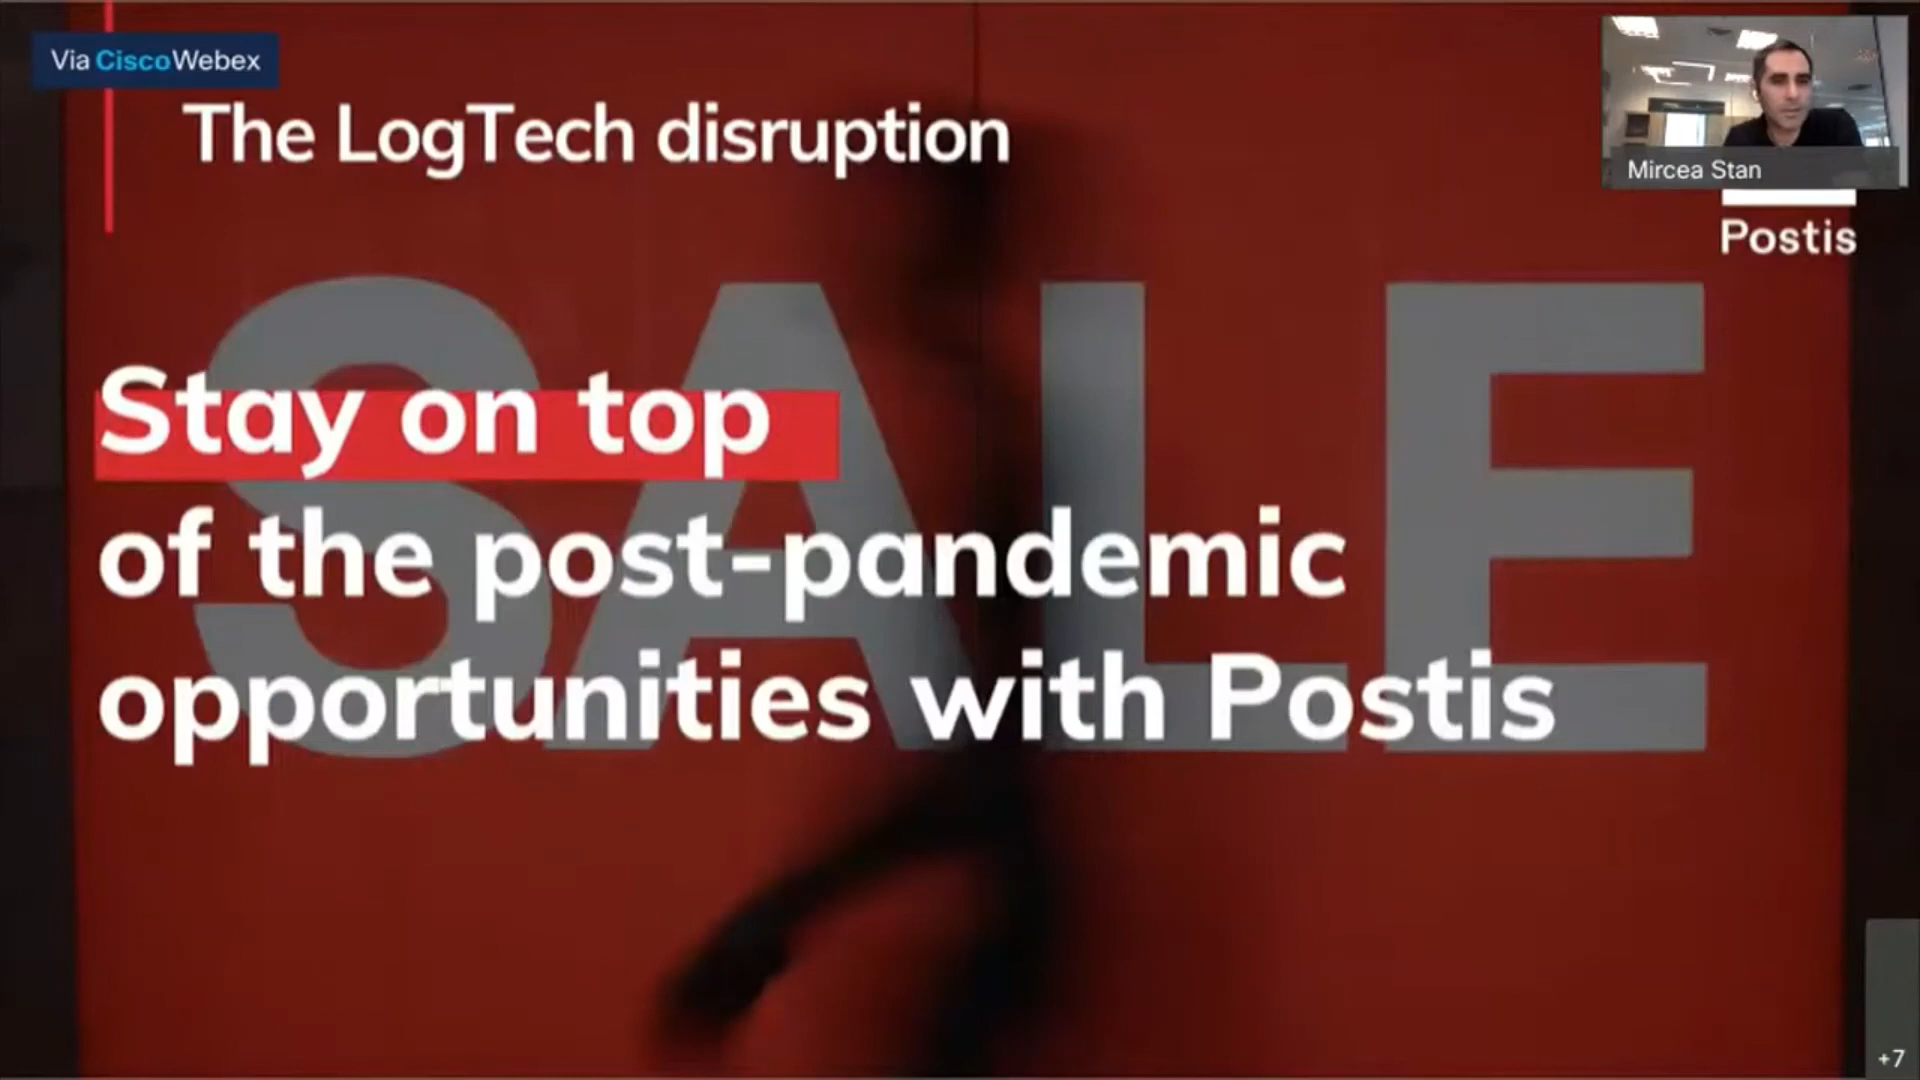 Via CiscoWebex
The LogTech disruption
Mircea Stan
Postis
SALE
Stay on top
of the post-pandemic
opportunities with Postis
+7